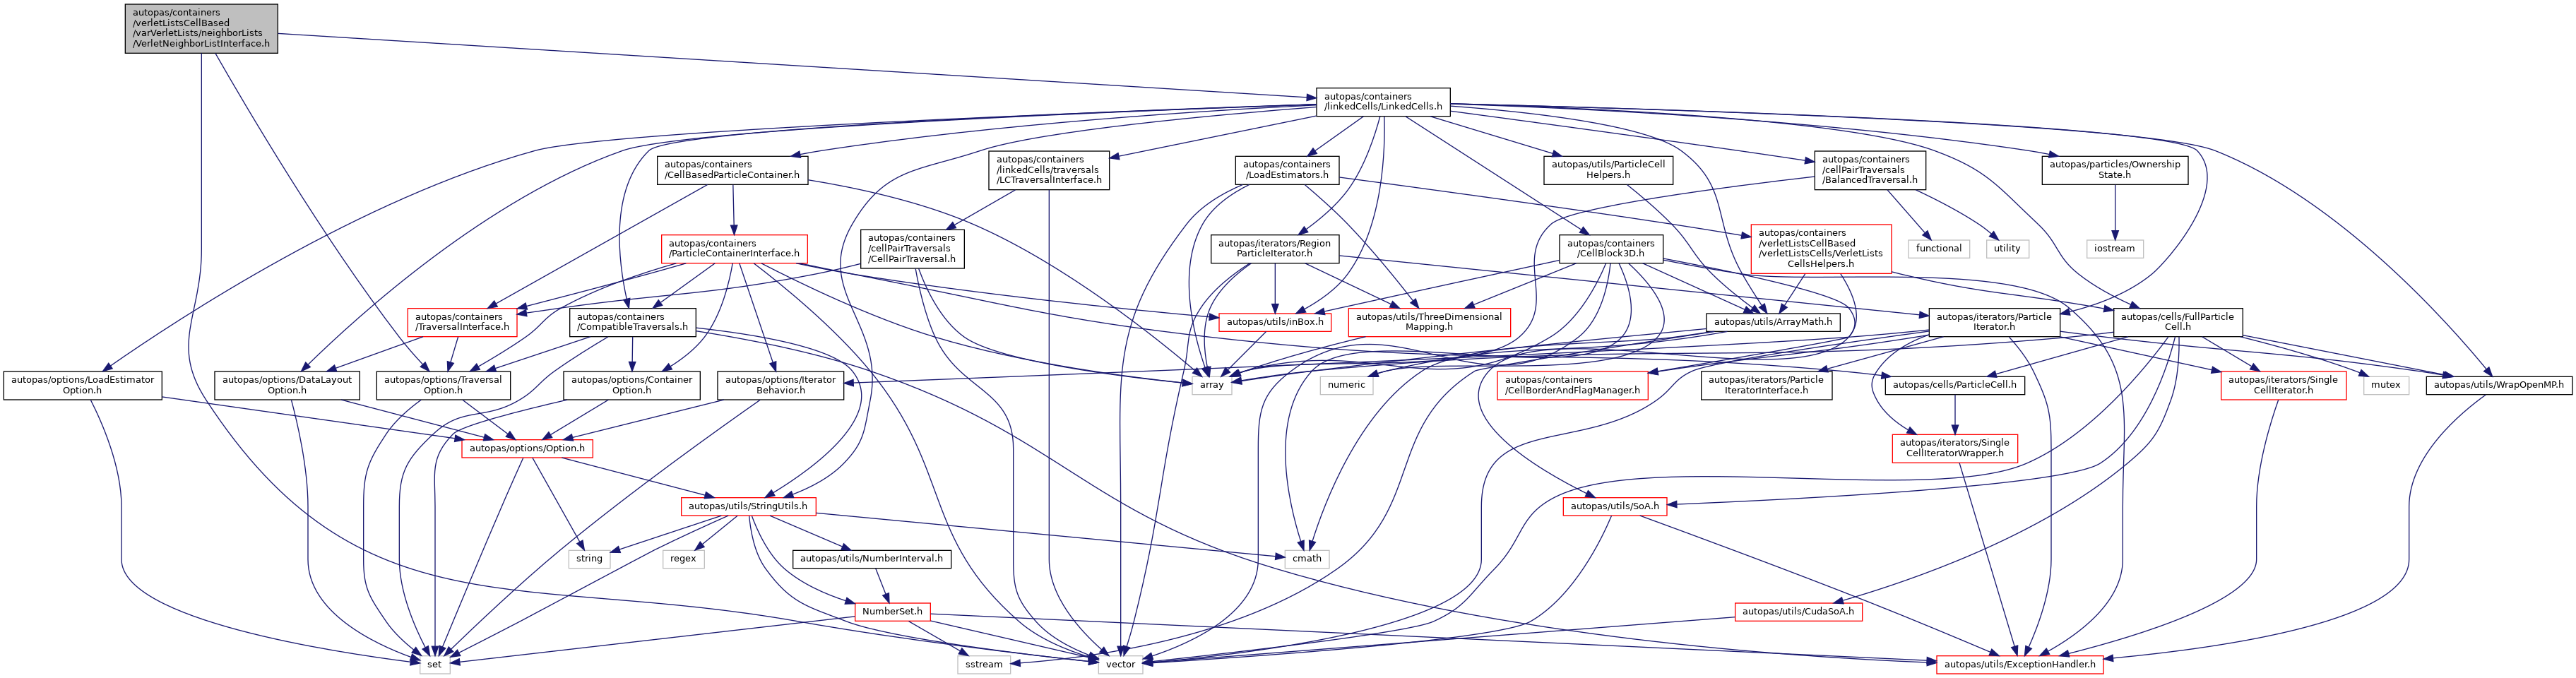 autopas/containers
/verletListsCellBased
/varVerletLists/neighborLists
/VerletNeighborListInterface.h
autopas/containers
/linkedCells/LinkedCells.h
autopas/containers
/CellBasedParticleContainer.h
autopas/containers
/linkedCells/traversals
/LCTraversalInterface.h
autopas/containers
/LoadEstimators.h
autopas/utils/ParticleCell
Helpers.h
autopas/containers
/cellPairTraversals
/BalancedTraversal.h
autopas/particles/Ownership
State.h
autopas/containers
/ParticleContainerInterface.h
autopas/containers
/cellPairTraversals
/CellPairTraversal.h
autopas/iterators/Region
ParticleIterator.h
autopas/containers
/CellBlock3D.h
autopas/containers
/verletListsCellBased
/verletListsCells/VerletLists
CellsHelpers.h
functional
utility
iostream
autopas/containers
/TraversalInterface.h
autopas/containers
/CompatibleTraversals.h
autopas/utils/inBox.h
autopas/utils/ThreeDimensional
Mapping.h
autopas/utils/ArrayMath.h
autopas/iterators/Particle
Iterator.h
autopas/cells/FullParticle
Cell.h
autopas/options/LoadEstimator
Option.h
autopas/options/DataLayout
Option.h
autopas/options/Traversal
Option.h
autopas/options/Container
Option.h
autopas/options/Iterator
Behavior.h
array
numeric
autopas/containers
/CellBorderAndFlagManager.h
autopas/iterators/Particle
IteratorInterface.h
autopas/cells/ParticleCell.h
autopas/iterators/Single
CellIterator.h
mutex
autopas/utils/WrapOpenMP.h
autopas/options/Option.h
autopas/iterators/Single
CellIteratorWrapper.h
autopas/utils/StringUtils.h
autopas/utils/SoA.h
string
regex
autopas/utils/NumberInterval.h
cmath
NumberSet.h
autopas/utils/CudaSoA.h
set
sstream
vector
autopas/utils/ExceptionHandler.h